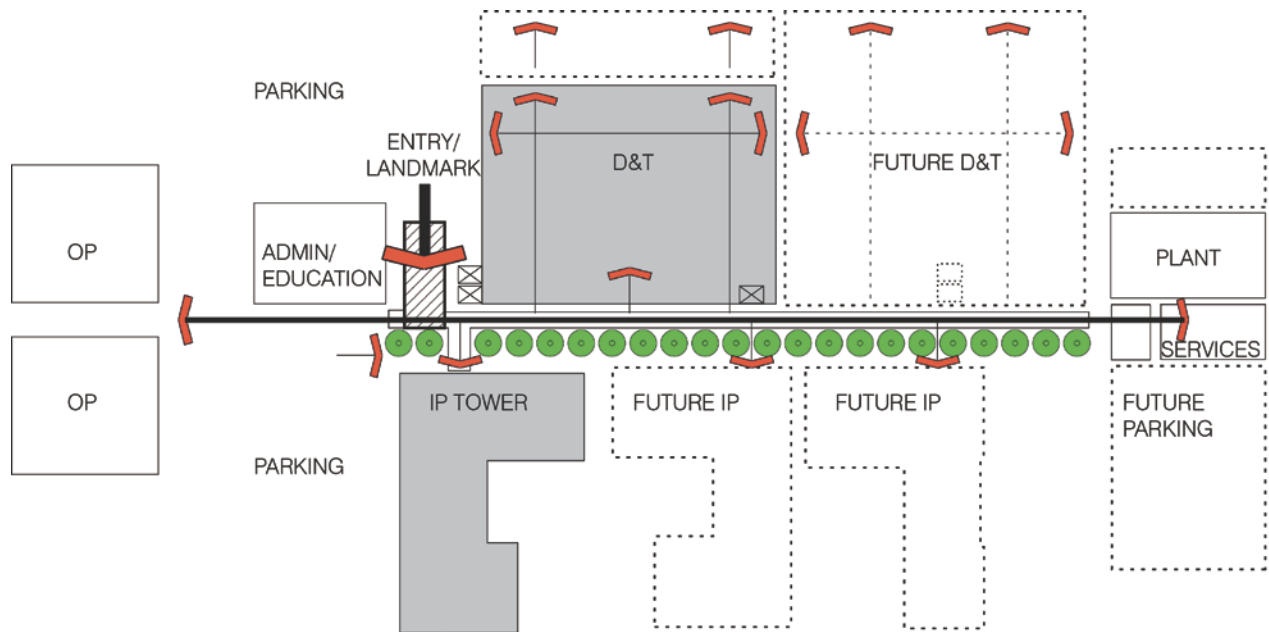 PARKING
ENTRY/
LANDMARK
D&T
FUTURE D&T
OP
ADMIN/
EDUCATION
PLANT
SERVICES
OP
IP TOWER
FUTURE IP
FUTURE IP
FUTURE
PARKING
PARKING